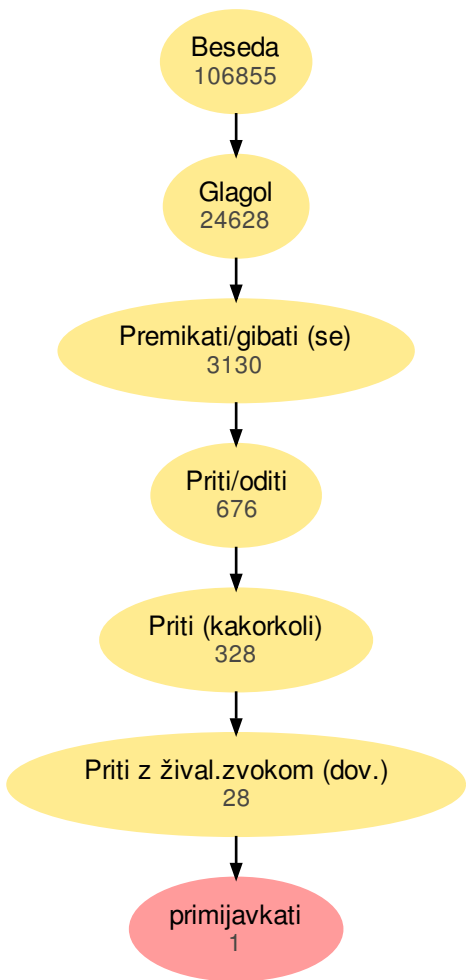 Beseda
106855
Glagol
24628
Premikati/gibati (se)
3130
Priti/oditi
676
Priti (kakorkoli)
328
Priti z žival.zvokom (dov.)
28
primijavkati
1